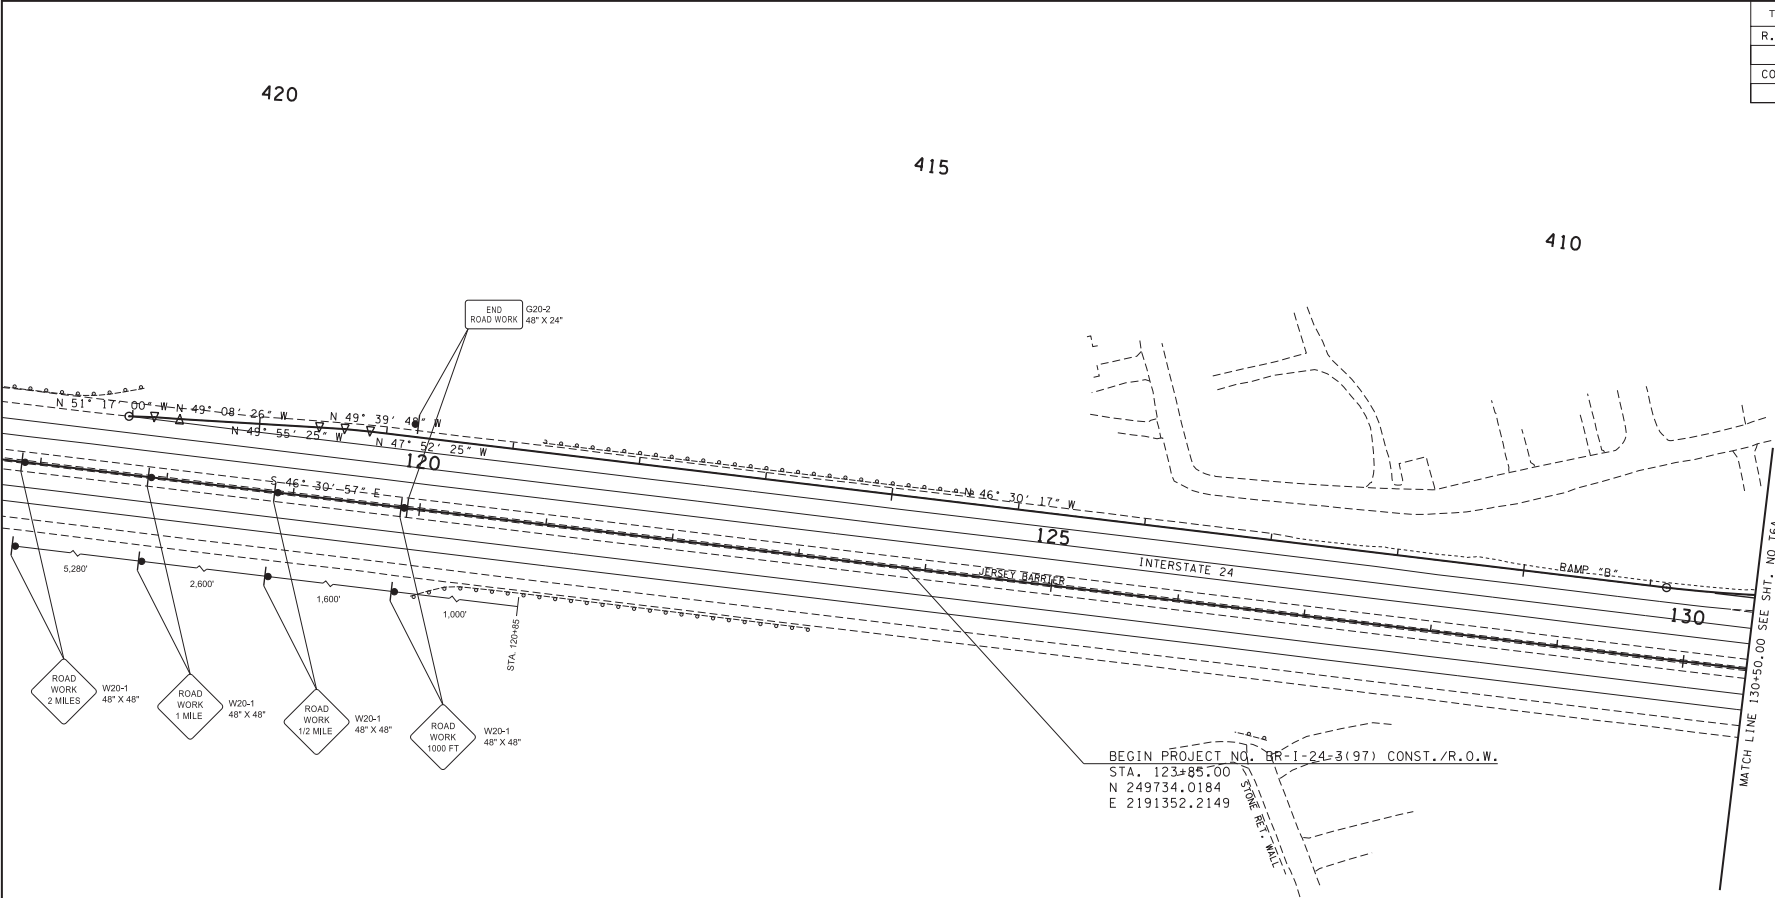 T
R.
CO
420
415
410
END
ROAD WORK
G20-2
48" X 24"
N 51° 17' 00" W
N 49° 08' 26" W
N 49° 39' 48" W
N 49° 55' 25" W
N 47° 52' 25" W
120
S 46° 30' 57" E
N 46° 30' 17" W
125
INTERSTATE 24
JERSEY BARRIER
RAMP "B"
130
5,280'
2,600'
1,600'
1,000'
STA. 120+85
ROAD
WORK
2 MILES
W20-1
48" X 48"
ROAD
WORK
1 MILE
W20-1
48" X 48"
ROAD
WORK
1/2 MILE
W20-1
48" X 48"
ROAD
WORK
1000 FT
W20-1
48" X 48"
BEGIN PROJECT NO. BR-I-24-3(97) CONST./R.O.W.
STA. 123+85.00
N 249734.0184
E 2191352.2149
STONE RET. WALL
MATCH LINE 130+50.00 SEE SHT. NO T6A